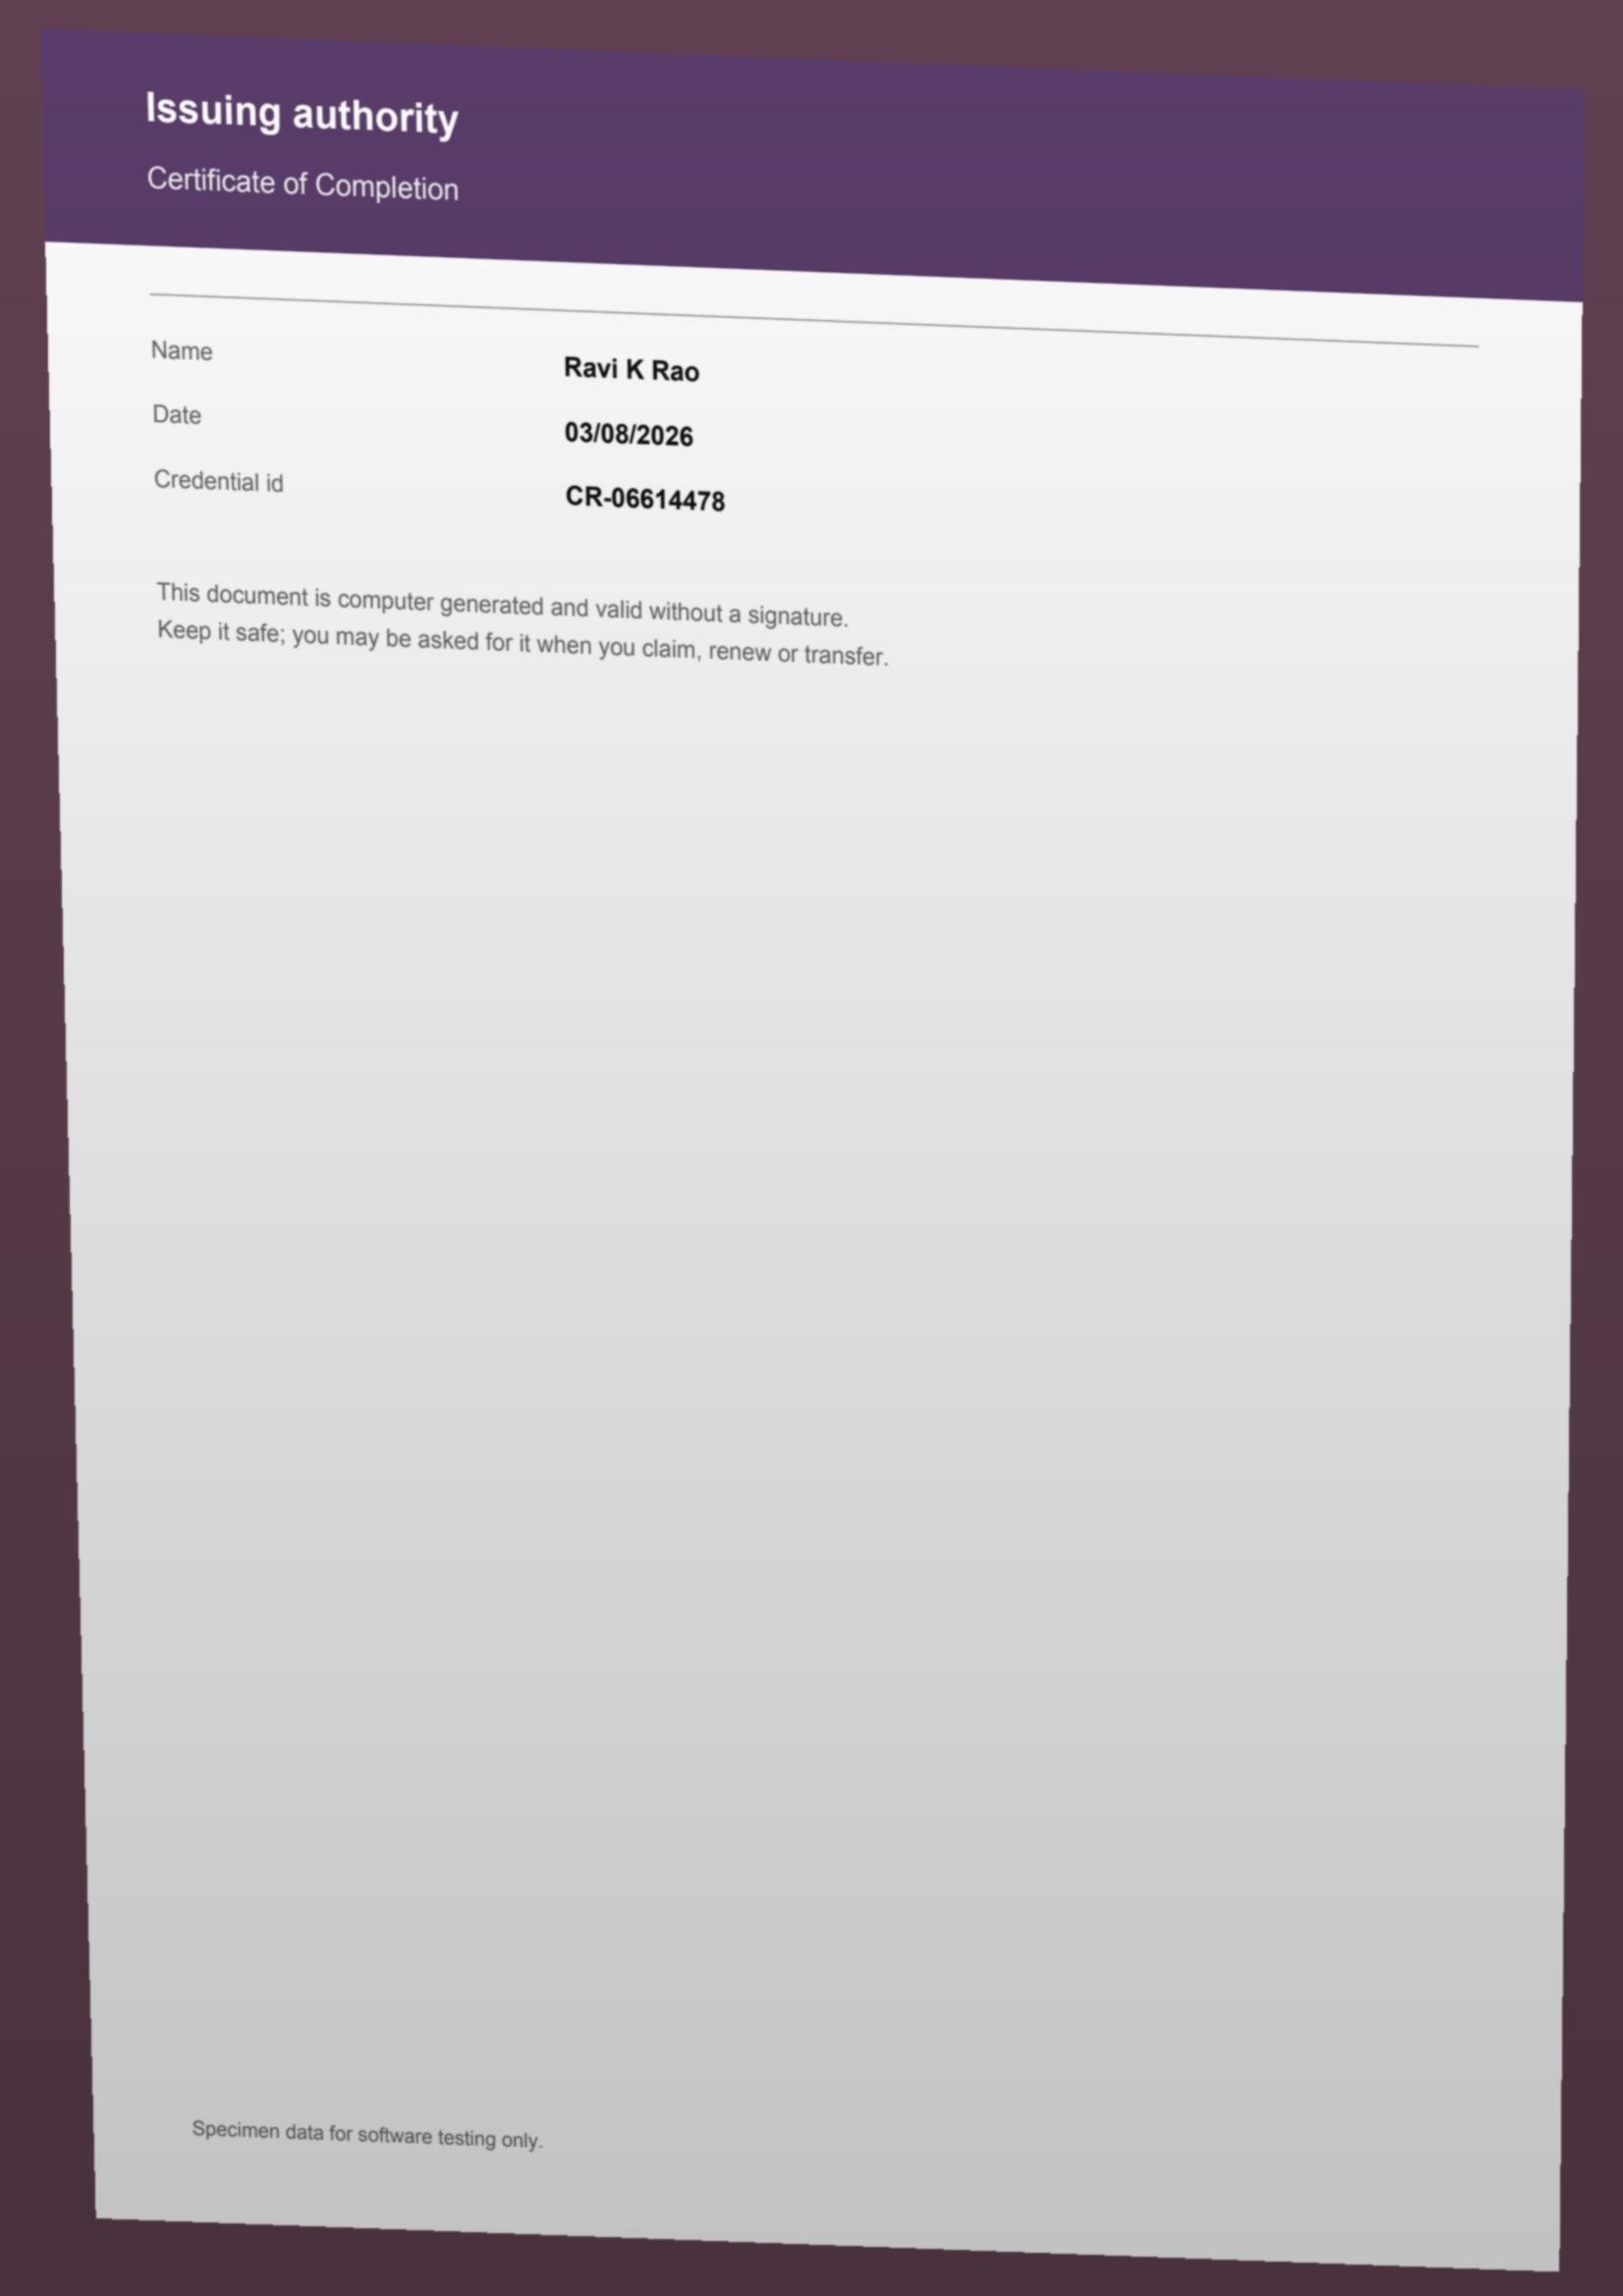 Issuing authority
Certificate of Completion
Name Ravi K Rao
Date 03/08/2026
Credential id CR-06614478
This document is computer generated and valid without a signature.
Keep it safe; you may be asked for it when you claim, renew or transfer.
Specimen data for software testing only.